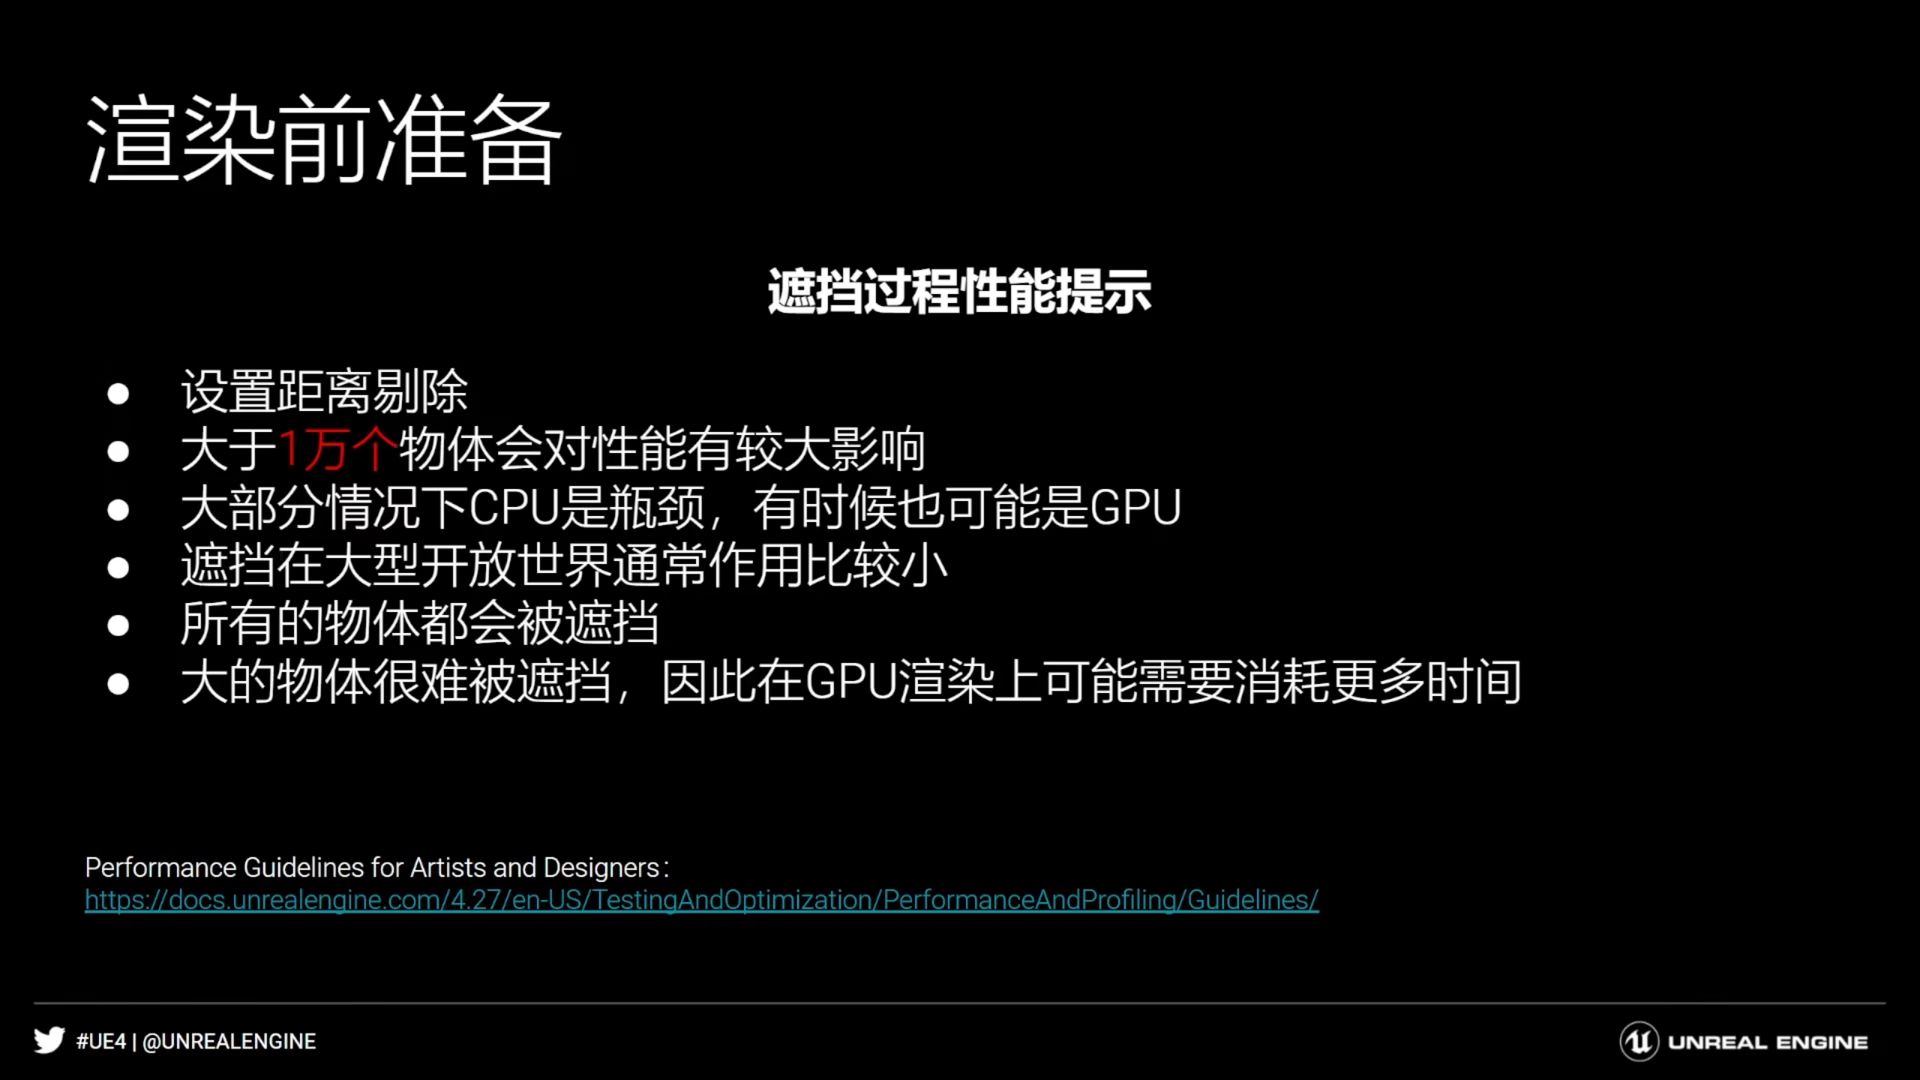 渲染前准备
遮挡过程性能提示
● 设置距离剔除
● 大于1万个物体会对性能有较大影响
● 大部分情况下CPU是瓶颈，有时候也可能是GPU
● 遮挡在大型开放世界通常作用比较小
● 所有的物体都会被遮挡
● 大的物体很难被遮挡，因此在GPU渲染上可能需要消耗更多时间
Performance Guidelines for Artists and Designers：
https://docs.unrealengine.com/4.27/en-US/TestingAndOptimization/PerformanceAndProfiling/Guidelines/
#UE4 | @UNREALENGINE
UNREAL ENGINE